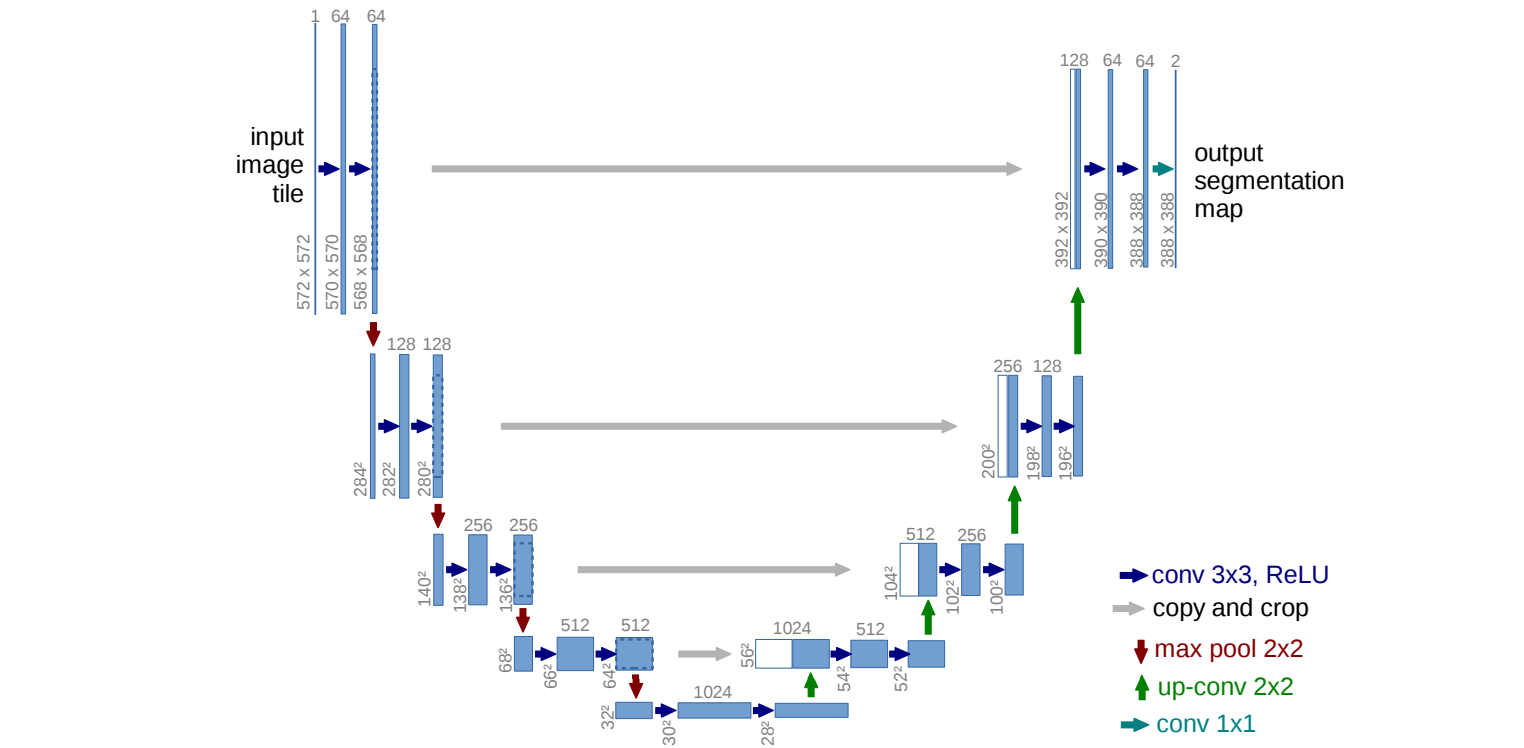 1 64 64
input
image
tile
572 x 572
570 x 570
568 x 568
128 64 64 2
output
segmentation
map
392 x 392
390 x 390
388 x 388
388 x 388
128 128
284²
282²
280²
256 128
200²
198²
196²
256 256
140²
138²
136²
512 256
104²
102²
100²
512 512
68²
66²
64²
1024 512
56²
54²
52²
1024
32²
30²
28²
conv 3x3, ReLU
copy and crop
max pool 2x2
up-conv 2x2
conv 1x1